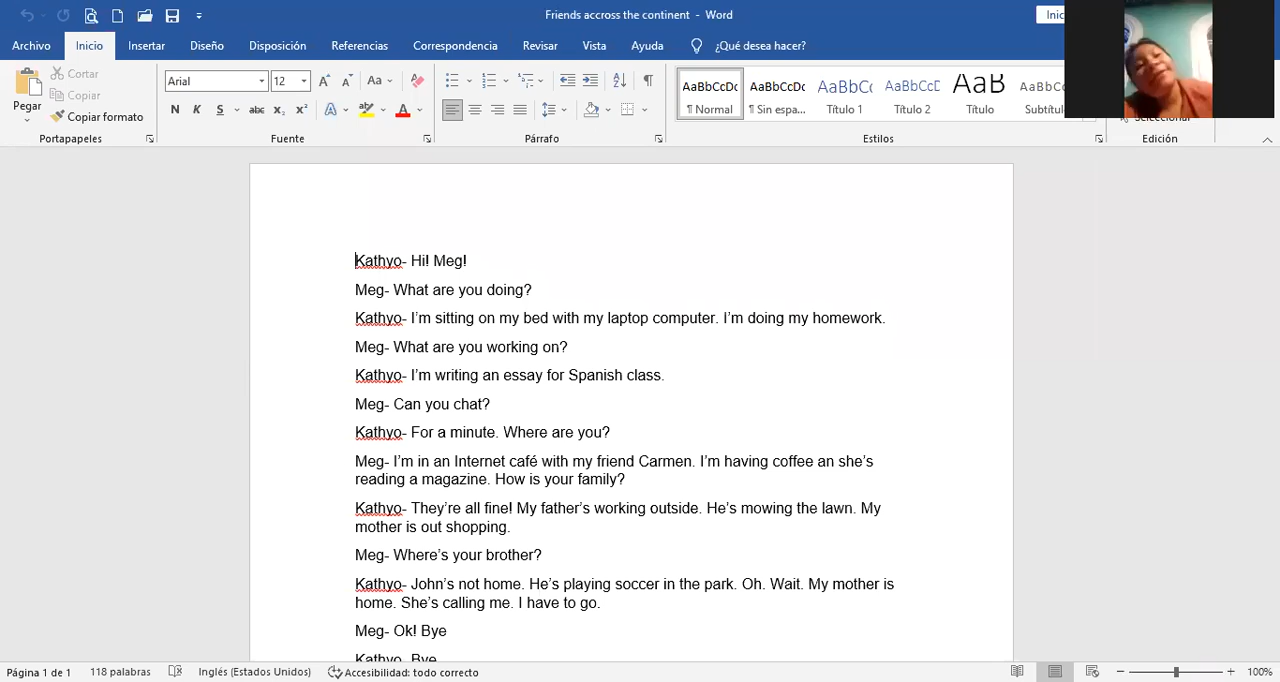 Friends accross the continent - Word
Inic
Archivo Inicio Insertar Diseño Disposición Referencias Correspondencia Revisar Vista Ayuda ¿Qué desea hacer?
Pegar
Cortar
Copiar
Copiar formato
Portapapeles
Arial 12
Aa
N K S abc x₂ x² A A
Fuente
Párrafo
AaBbCcDc ¶ Normal
AaBbCcDc ¶ Sin espa...
AaBbCc Título 1
AaBbCcD Título 2
AaB Título
AaBbCc Subtítul
Estilos
Seleccionar
Edición
Kathyo- Hi! Meg!
Meg- What are you doing?
Kathyo- I’m sitting on my bed with my laptop computer. I’m doing my homework.
Meg- What are you working on?
Kathyo- I’m writing an essay for Spanish class.
Meg- Can you chat?
Kathyo- For a minute. Where are you?
Meg- I’m in an Internet café with my friend Carmen. I’m having coffee an she’s
reading a magazine. How is your family?
Kathyo- They’re all fine! My father’s working outside. He’s mowing the lawn. My
mother is out shopping.
Meg- Where’s your brother?
Kathyo- John’s not home. He’s playing soccer in the park. Oh. Wait. My mother is
home. She’s calling me. I have to go.
Meg- Ok! Bye
Kathyo Bye
Página 1 de 1 118 palabras Inglés (Estados Unidos) Accesibilidad: todo correcto 100%